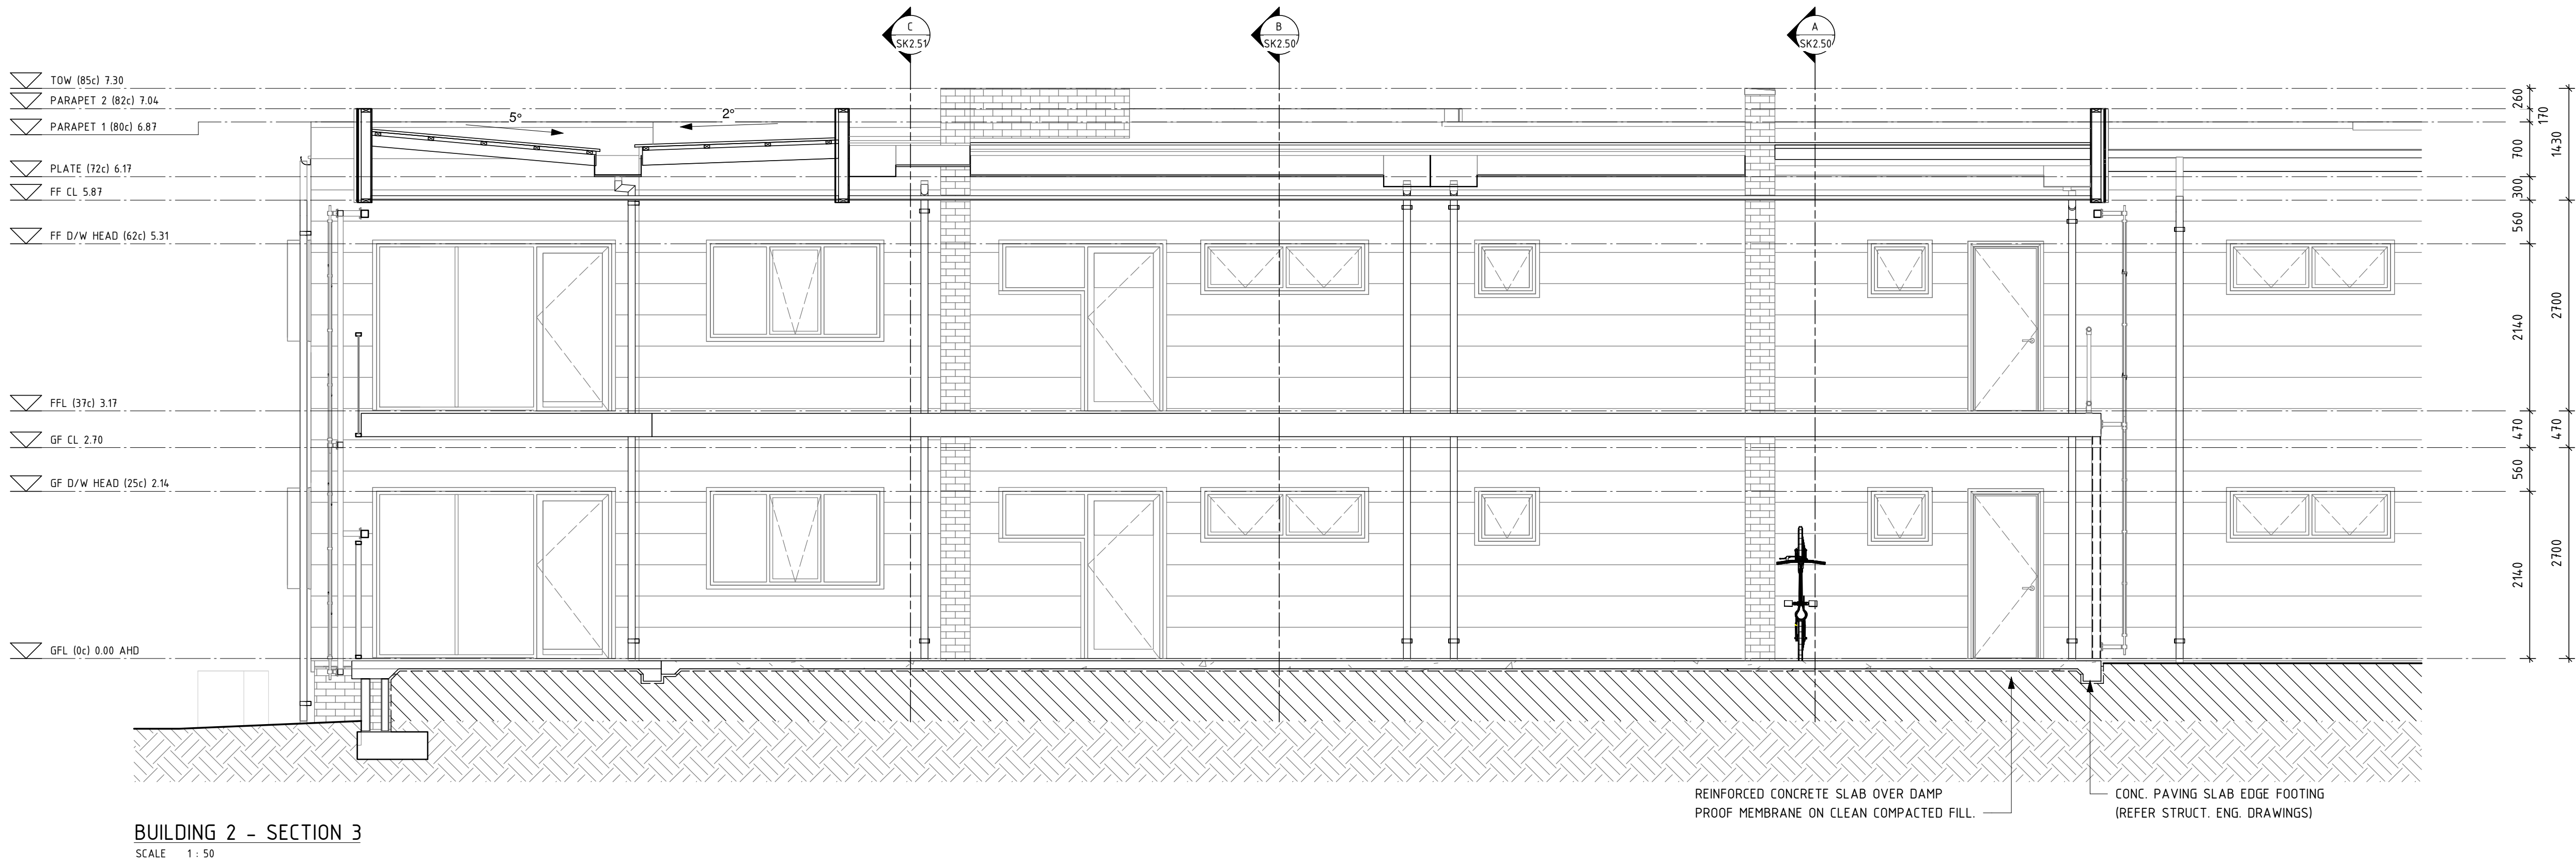 C
SK2.51
B
SK2.50
A
SK2.50
TOW (85c) 7.30
PARAPET 2 (82c) 7.04
PARAPET 1 (80c) 6.87
PLATE (72c) 6.17
FF CL 5.87
FF D/W HEAD (62c) 5.31
FFL (37c) 3.17
GF CL 2.70
GF D/W HEAD (25c) 2.14
GFL (0c) 0.00 AHD
5°
2°
260
170
700
1430
300
560
2140
2700
470
470
560
2140
2700
REINFORCED CONCRETE SLAB OVER DAMP
PROOF MEMBRANE ON CLEAN COMPACTED FILL.
CONC. PAVING SLAB EDGE FOOTING
(REFER STRUCT. ENG. DRAWINGS)
BUILDING 2 - SECTION 3
SCALE 1 : 50